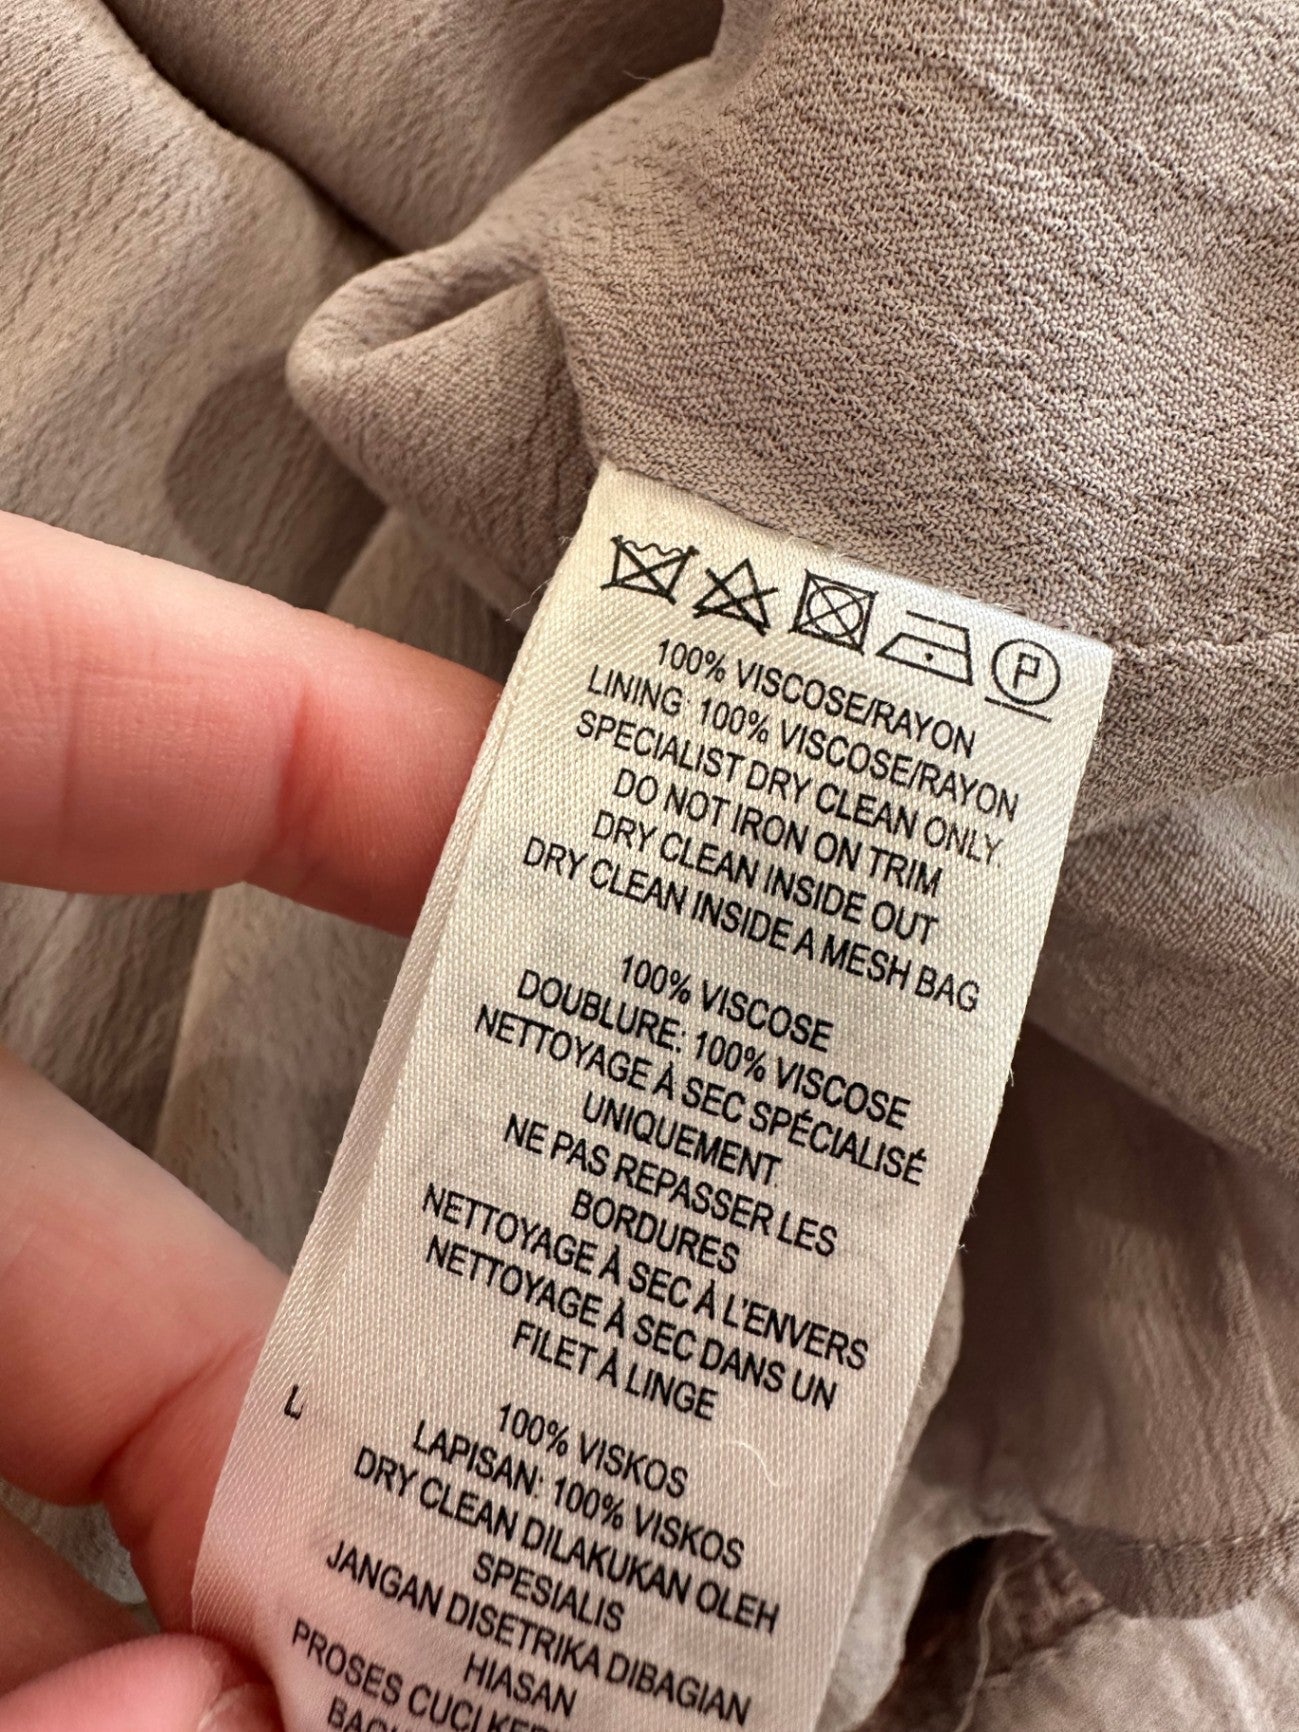 P
100% VISCOSE/RAYON
LINING: 100% VISCOSE/RAYON
SPECIALIST DRY CLEAN ONLY.
DO NOT IRON ON TRIM
DRY CLEAN INSIDE OUT
DRY CLEAN INSIDE A MESH BAG
100% VISCOSE
DOUBLURE: 100% VISCOSE
NETTOYAGE À SEC SPÉCIALISÉ
UNIQUEMENT.
NE PAS REPASSER LES
BORDURES
NETTOYAGE À SEC À L'ENVERS
NETTOYAGE À SEC DANS UN
FILET À LINGE
100% VISKOS
LAPISAN: 100% VISKOS
DRY CLEAN DILAKUKAN OLEH
SPESIALIS
JANGAN DISETRIKA DIBAGIAN
HIASAN
PROSES CUCI